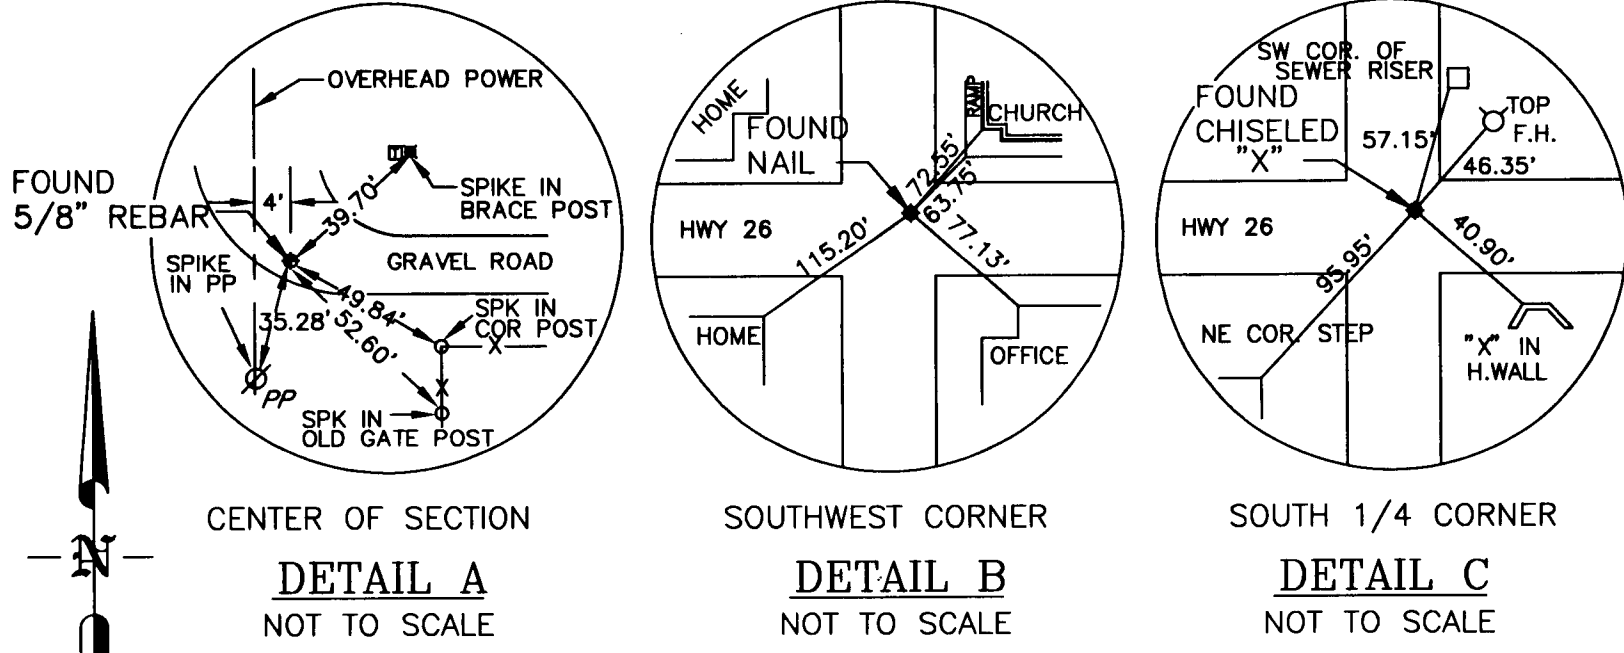 OVERHEAD POWER
FOUND
5/8" REBAR
4'
39.70'
SPIKE IN
BRACE POST
GRAVEL ROAD
SPIKE
IN PP
49.84'
35.28'
52.60'
SPK IN
COR POST
X
X
PP
SPK IN
OLD GATE POST
CENTER OF SECTION
DETAIL A
NOT TO SCALE
N
HOME
FOUND
NAIL
RAMP
CHURCH
72.55'
63.75'
HWY 26
115.20'
77.13'
HOME
OFFICE
SOUTHWEST CORNER
DETAIL B
NOT TO SCALE
SW COR. OF
SEWER RISER
FOUND
CHISELED
"X"
57.15'
TOP
F.H.
46.35'
HWY 26
95.95'
40.90'
NE COR. STEP
"X" IN
H.WALL
SOUTH 1/4 CORNER
DETAIL C
NOT TO SCALE